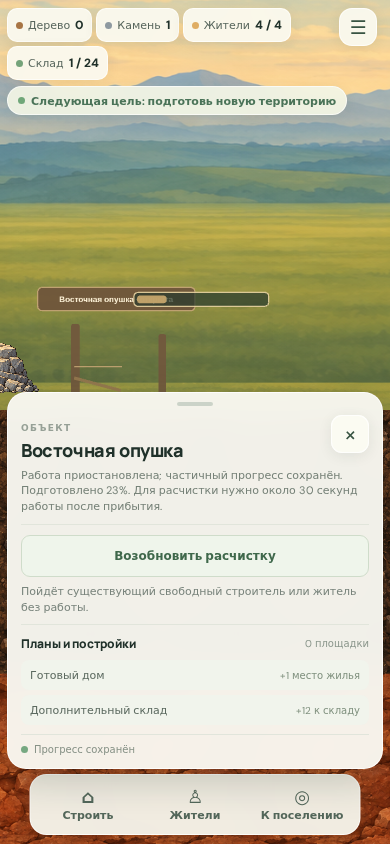 Дерево 0
Камень 1
Жители 4 / 4
Склад 1 / 24
Следующая цель: подготовь новую территорию
Восточная опушка
ОБЪЕКТ
Восточная опушка
Работа приостановлена; частичный прогресс сохранён.
Подготовлено 23%. Для расчистки нужно около 30 секунд
работы после прибытия.
Возобновить расчистку
Пойдёт существующий свободный строитель или житель
без работы.
Планы и постройки
0 площадки
Готовый дом
+1 место жилья
Дополнительный склад
+12 к складу
Прогресс сохранён
Строить
Жители
К поселению